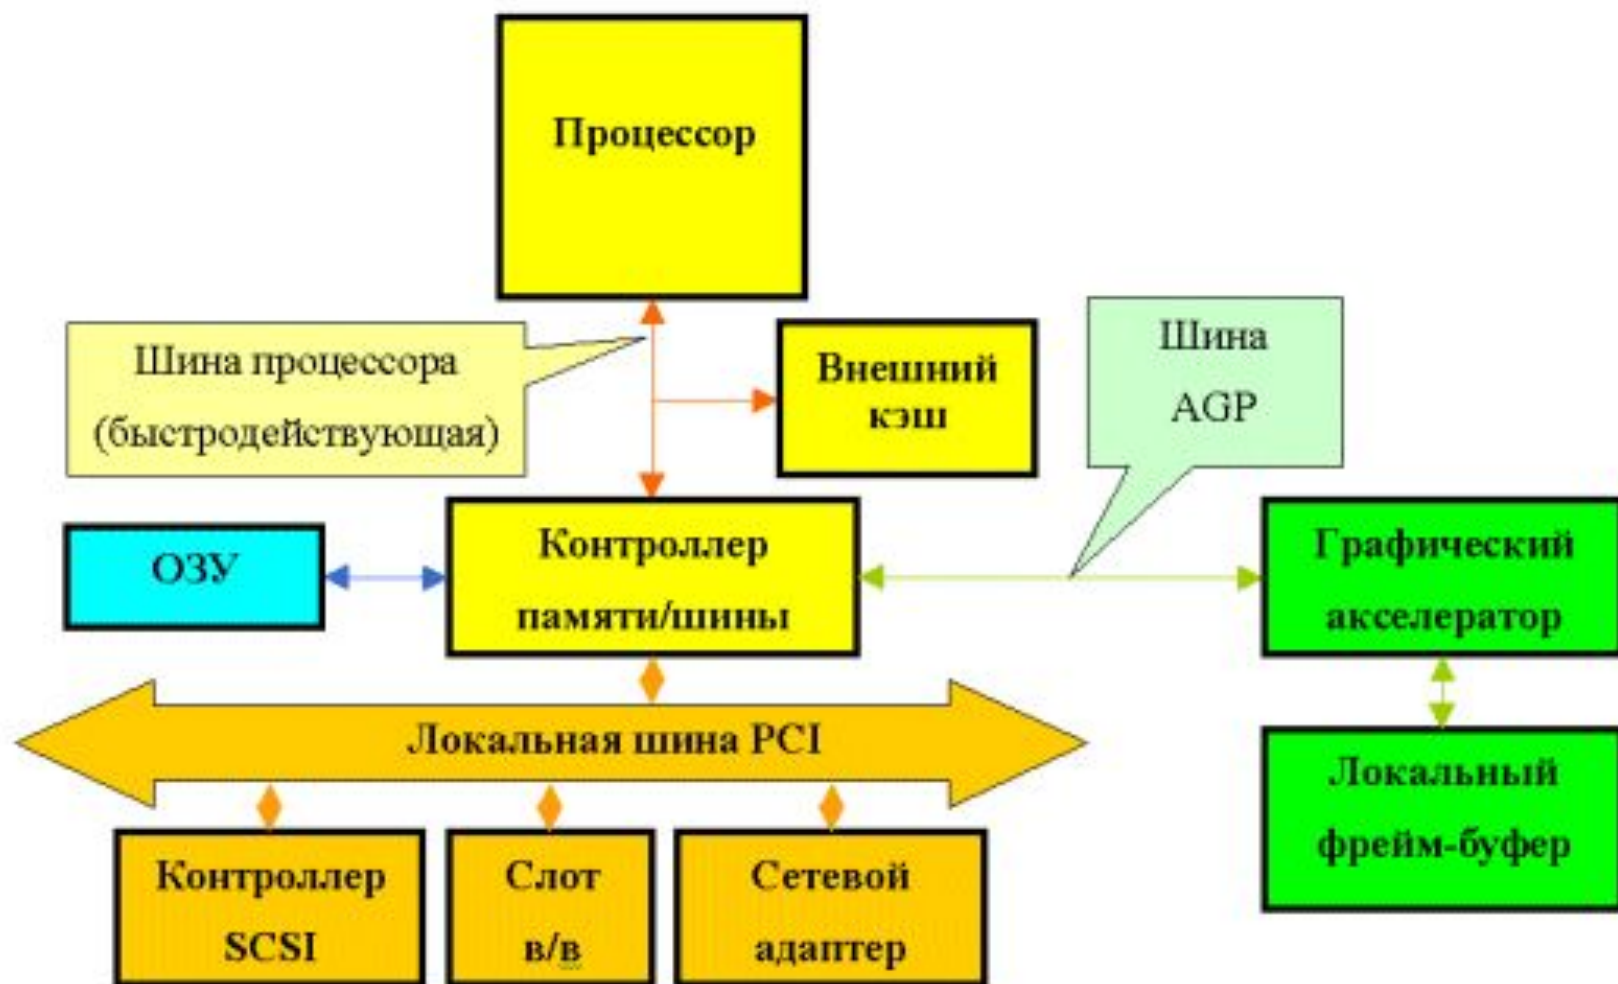 Процессор
Шина процессора
(быстродействующая)
Внешний
кэш
Шина
AGP
ОЗУ
Контроллер
памяти/шины
Графический
акселератор
Локальная шина PCI
Локальный
фрейм-буфер
Контроллер
SCSI
Слот
в/в
Сетевой
адаптер